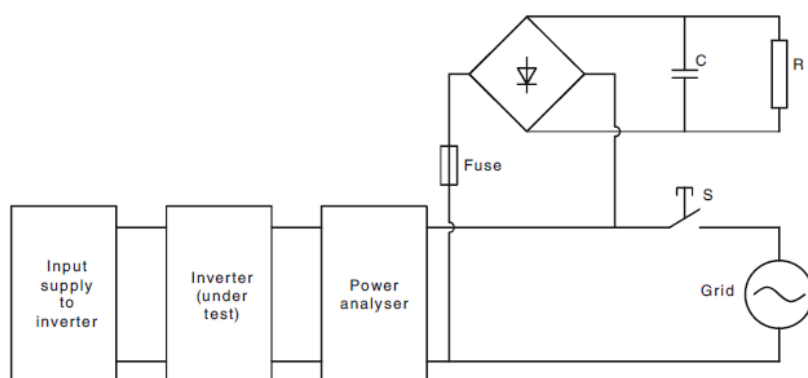 C
R
Fuse
S
Input
supply
to
inverter
Inverter
(under
test)
Power
analyser
Grid